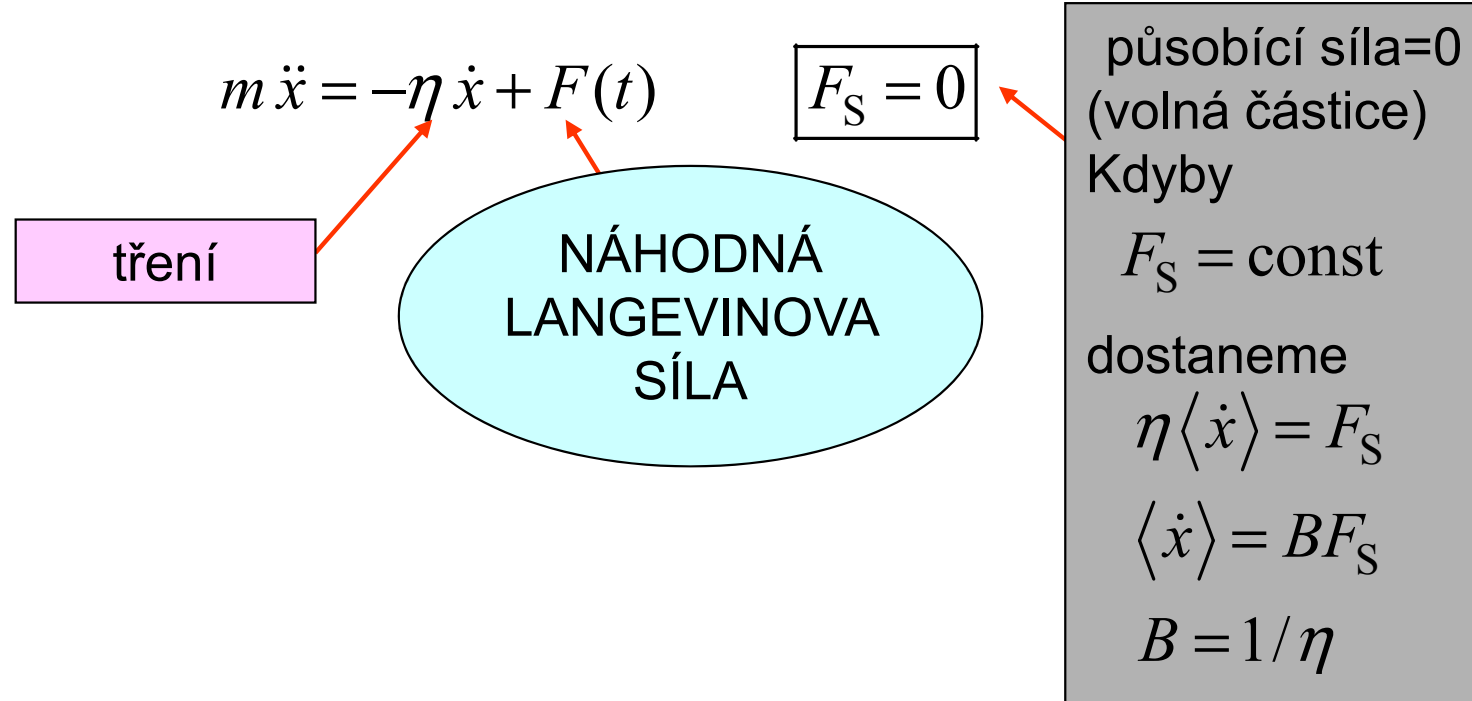 m ẍ = −η ẋ + F(t)
F_S = 0
tření
NÁHODNÁ
LANGEVINOVA
SÍLA
působící síla=0
(volná částice)
Kdyby
F_S = const
dostaneme
η⟨ẋ⟩ = F_S
⟨ẋ⟩ = BF_S
B = 1/η